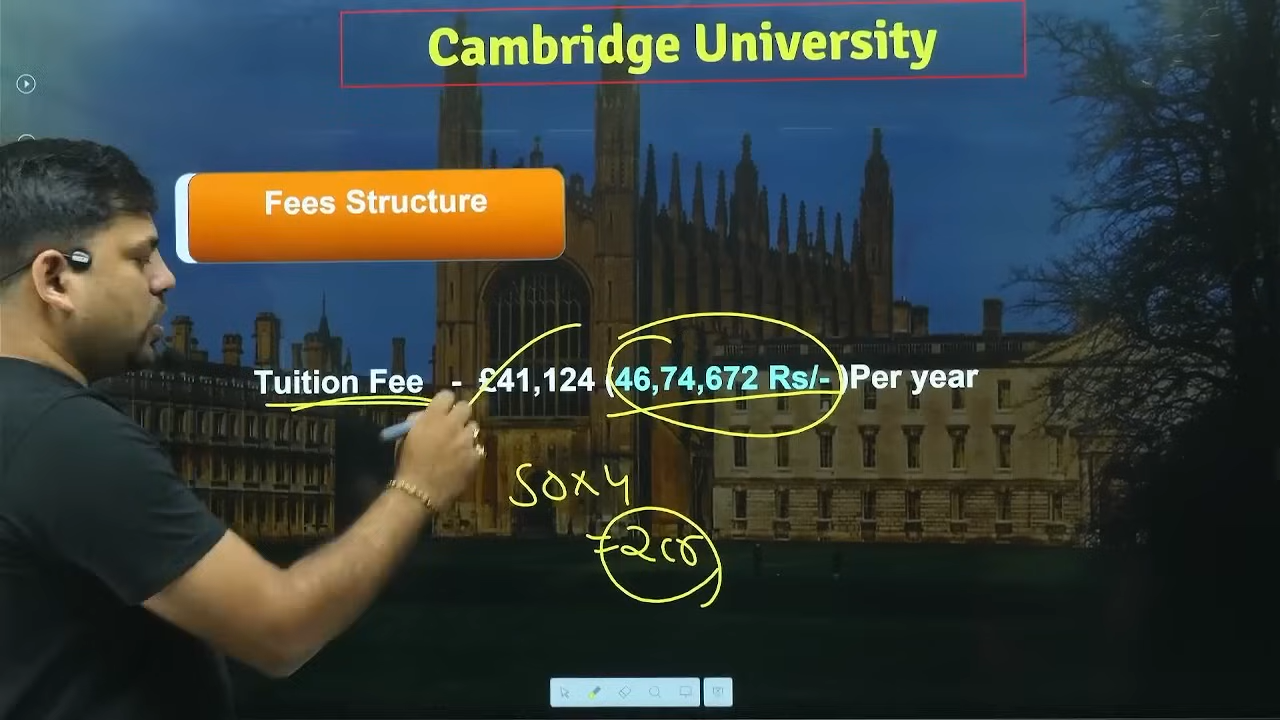 Cambridge University
Fees Structure
Tuition Fee - £41,124 (46,74,672 Rs/- )Per year
50x4
=2cr